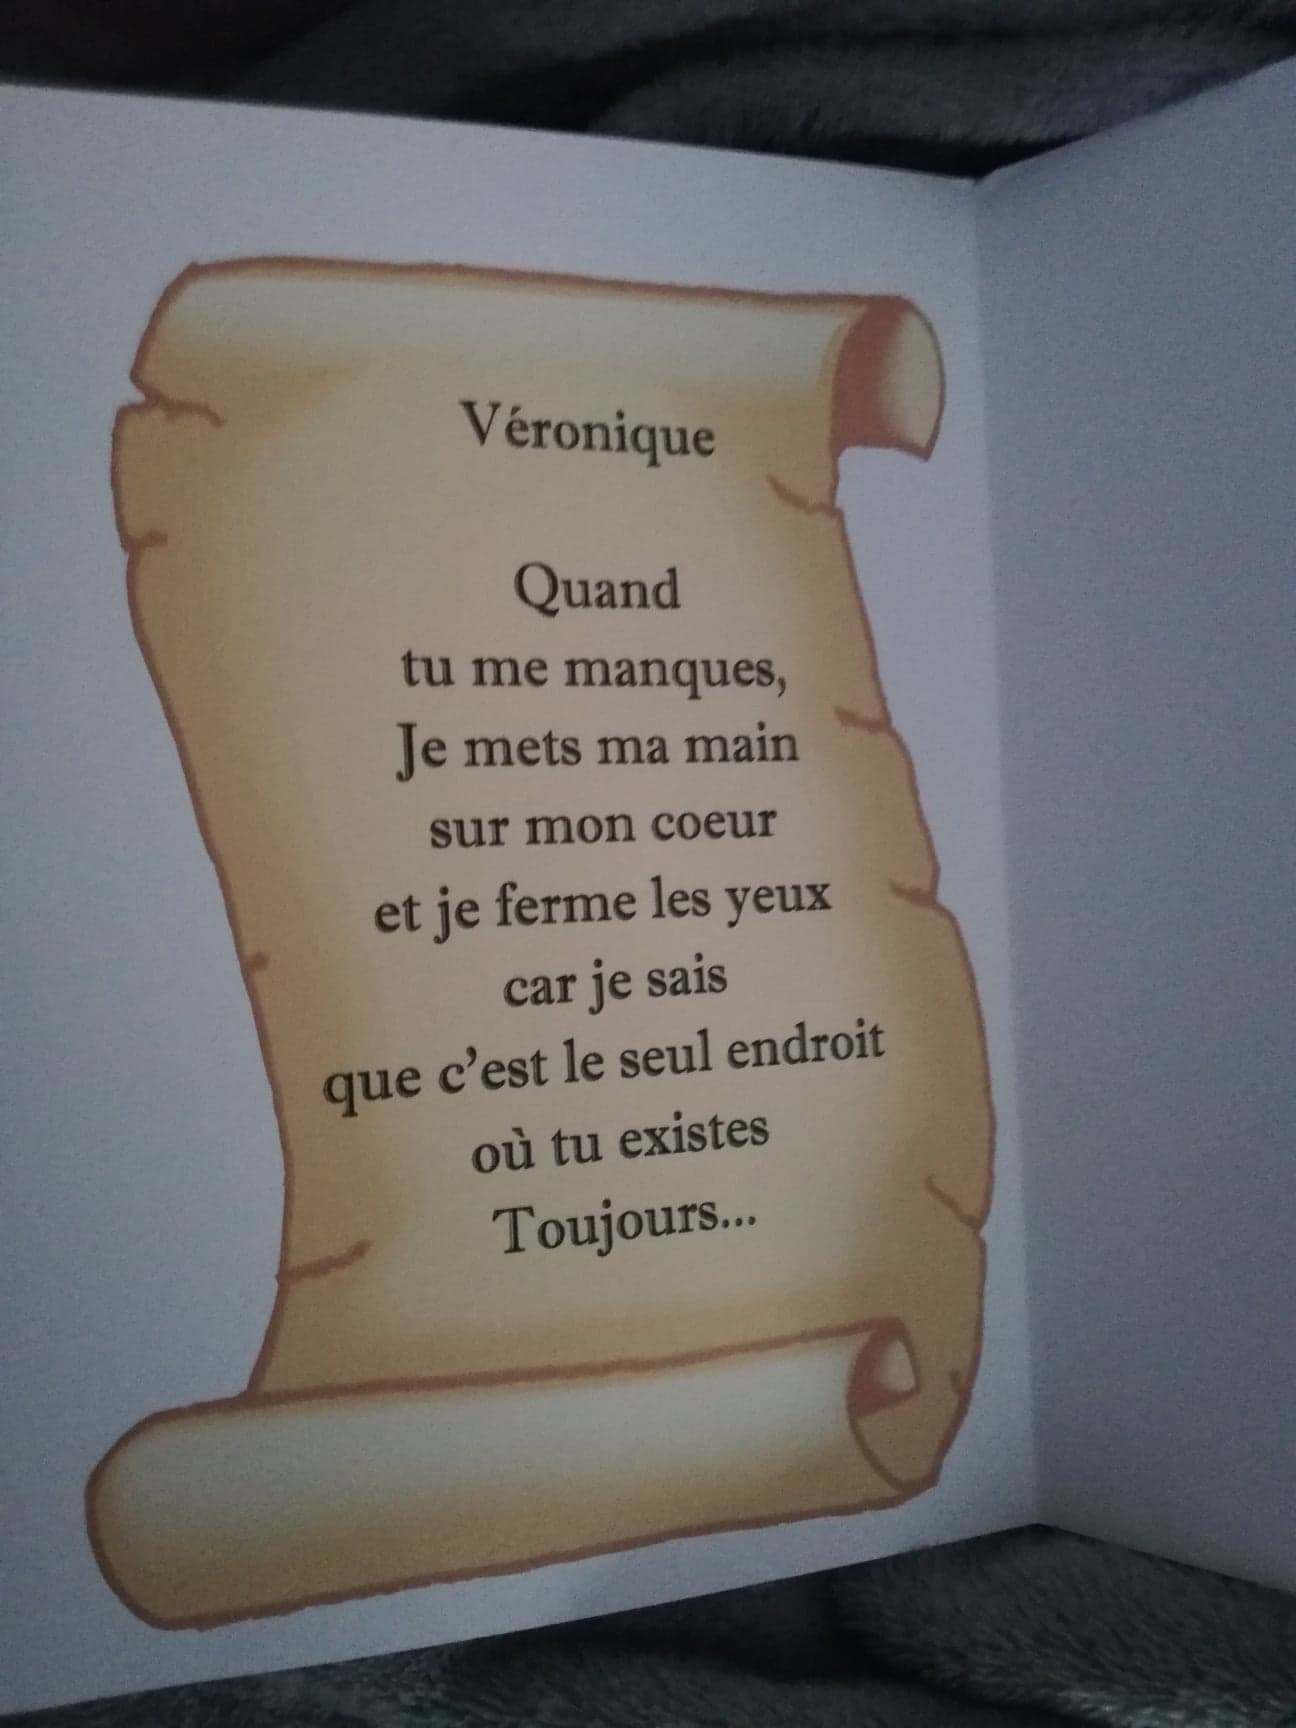 Véronique
Quand
tu me manques,
Je mets ma main
sur mon coeur
et je ferme les yeux
car je sais
que c'est le seul endroit
où tu existes
Toujours...